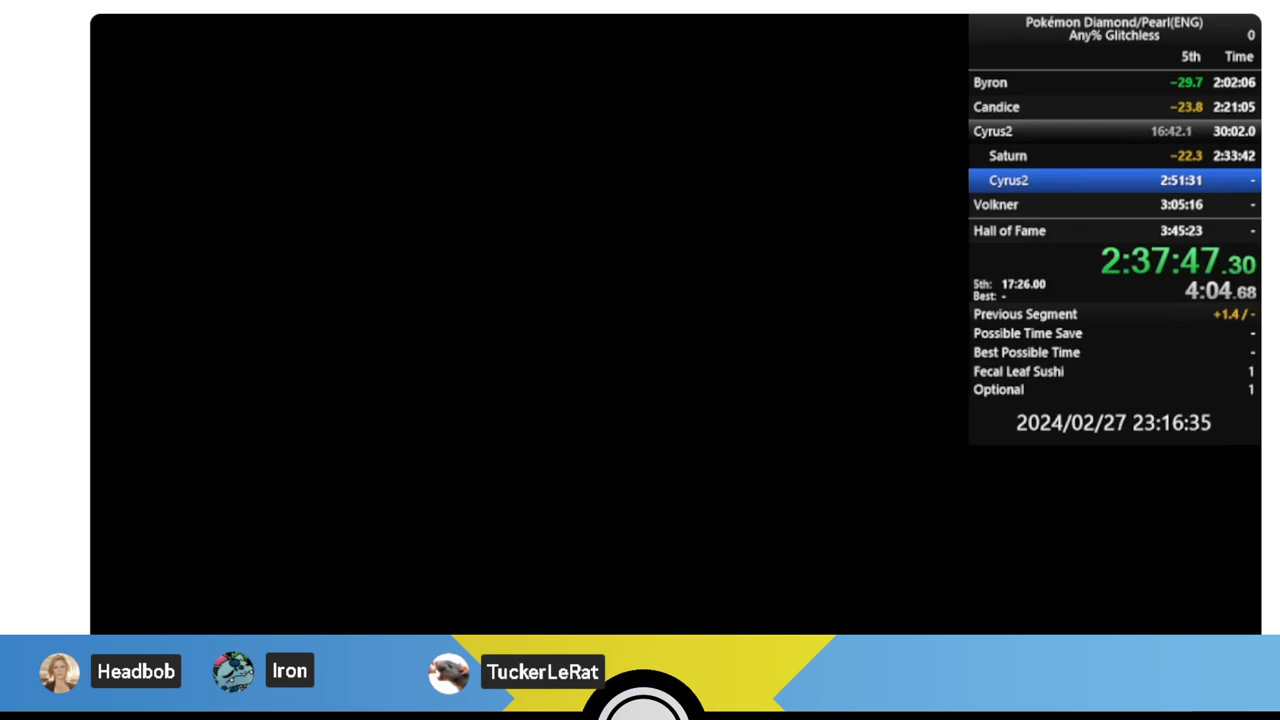 Pokémon Diamond/Pearl(ENG)
Any% Glitchless 0
5th Time
Byron −29.7 2:02:06
Candice −23.8 2:21:05
Cyrus2 16:42.1 30:02.0
Saturn −22.3 2:33:42
Cyrus2 2:51:31 -
Volkner 3:05:16 -
Hall of Fame 3:45:23 -
2:37:47.30
5th: 17:26.00
Best: - 4:04.68
Previous Segment +1.4 / -
Possible Time Save -
Best Possible Time -
Fecal Leaf Sushi 1
Optional 1
2024/02/27 23:16:35
Headbob Iron TuckerLeRat